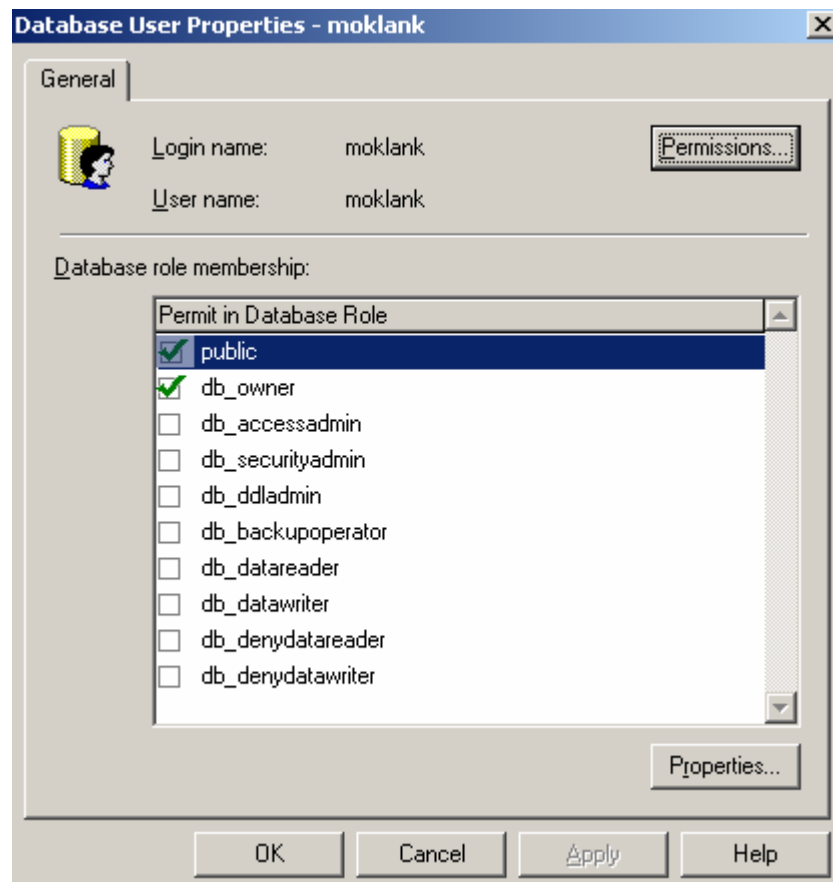 Database User Properties - moklank
General
Login name: moklank
Permissions...
User name: moklank
Database role membership:
Permit in Database Role
public
db_owner
db_accessadmin
db_securityadmin
db_ddladmin
db_backupoperator
db_datareader
db_datawriter
db_denydatareader
db_denydatawriter
Properties...
OK Cancel Apply Help